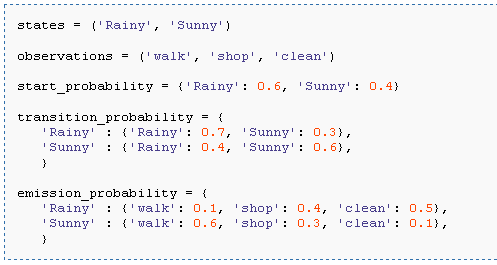 states = ('Rainy', 'Sunny')
observations = ('walk', 'shop', 'clean')
start_probability = {'Rainy': 0.6, 'Sunny': 0.4}
transition_probability = {
   'Rainy' : {'Rainy': 0.7, 'Sunny': 0.3},
   'Sunny' : {'Rainy': 0.4, 'Sunny': 0.6},
   }
emission_probability = {
   'Rainy' : {'walk': 0.1, 'shop': 0.4, 'clean': 0.5},
   'Sunny' : {'walk': 0.6, 'shop': 0.3, 'clean': 0.1},
   }